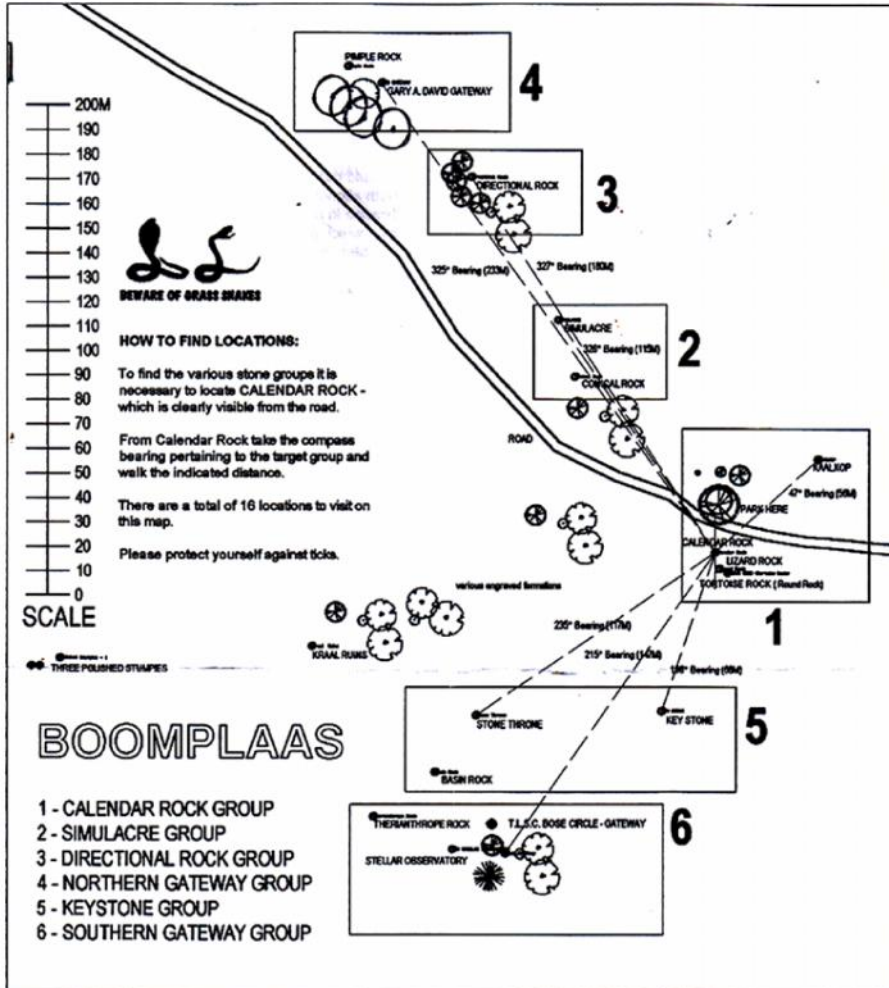 PIMPLE ROCK
GARY A. DAVID GATEWAY
4
200M
190
180
170
160
150
140
130
120
110
100
90
80
70
60
50
40
30
20
10
0
SCALE
DIRECTIONAL ROCK
3
325° Bearing (233M)
327° Bearing (180M)
BEWARE OF GRASS SNAKES
HOW TO FIND LOCATIONS:
To find the various stone groups it is
necessary to locate CALENDAR ROCK -
which is clearly visible from the road.
From Calendar Rock take the compass
bearing pertaining to the target group and
walk the indicated distance.
There are a total of 16 locations to visit on
this map.
Please protect yourself against ticks.
SIMULACRE
CONICAL ROCK
2
ROAD
KAALKOP
47° Bearing (56M)
PARK HERE
CALENDAR ROCK
LIZARD ROCK
TORTOISE ROCK (Round Rock)
1
various engraved formations
235° Bearing (117M)
215° Bearing (142M)
KRAAL RUINS
THREE POLISHED STUMPIES
STONE THRONE
KEY STONE
BASIN ROCK
5
THERIANTHROPE ROCK
T.L.S.C. BOSE CIRCLE - GATEWAY
STELLAR OBSERVATORY
6
BOOMPLAAS
1 - CALENDAR ROCK GROUP
2 - SIMULACRE GROUP
3 - DIRECTIONAL ROCK GROUP
4 - NORTHERN GATEWAY GROUP
5 - KEYSTONE GROUP
6 - SOUTHERN GATEWAY GROUP